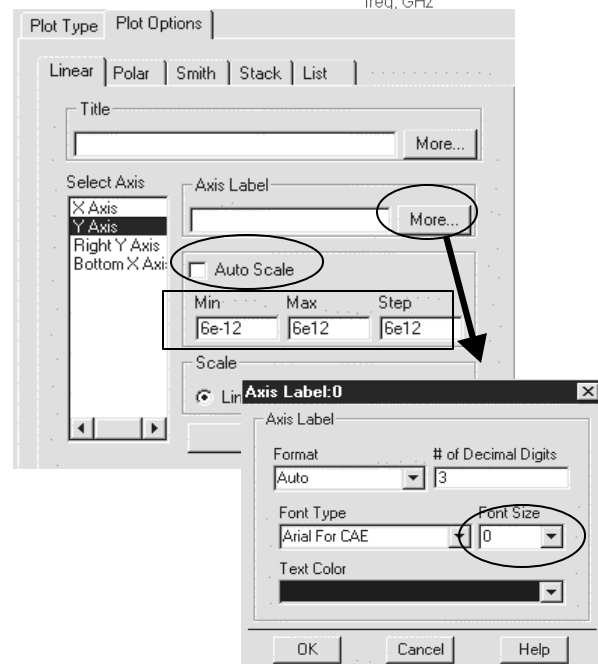 freq, GHz
Plot Type Plot Options
Linear Polar Smith Stack List
Title
More...
Select Axis
X Axis
Y Axis
Right Y Axis
Bottom X Axi
Axis Label
More...
Auto Scale
Min Max Step
6e-12 6e12 6e12
Scale
Lin
Axis Label:0
Axis Label
Format # of Decimal Digits
Auto 3
Font Type Font Size
Arial For CAE 0
Text Color
OK Cancel Help